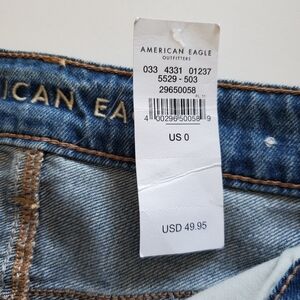 AMERICAN EAGLE
OUTFITTERS
033 4331 01237
5529 - 503
29650058
4 00296 50058 9
US 0
USD 49.95
ICAN EA